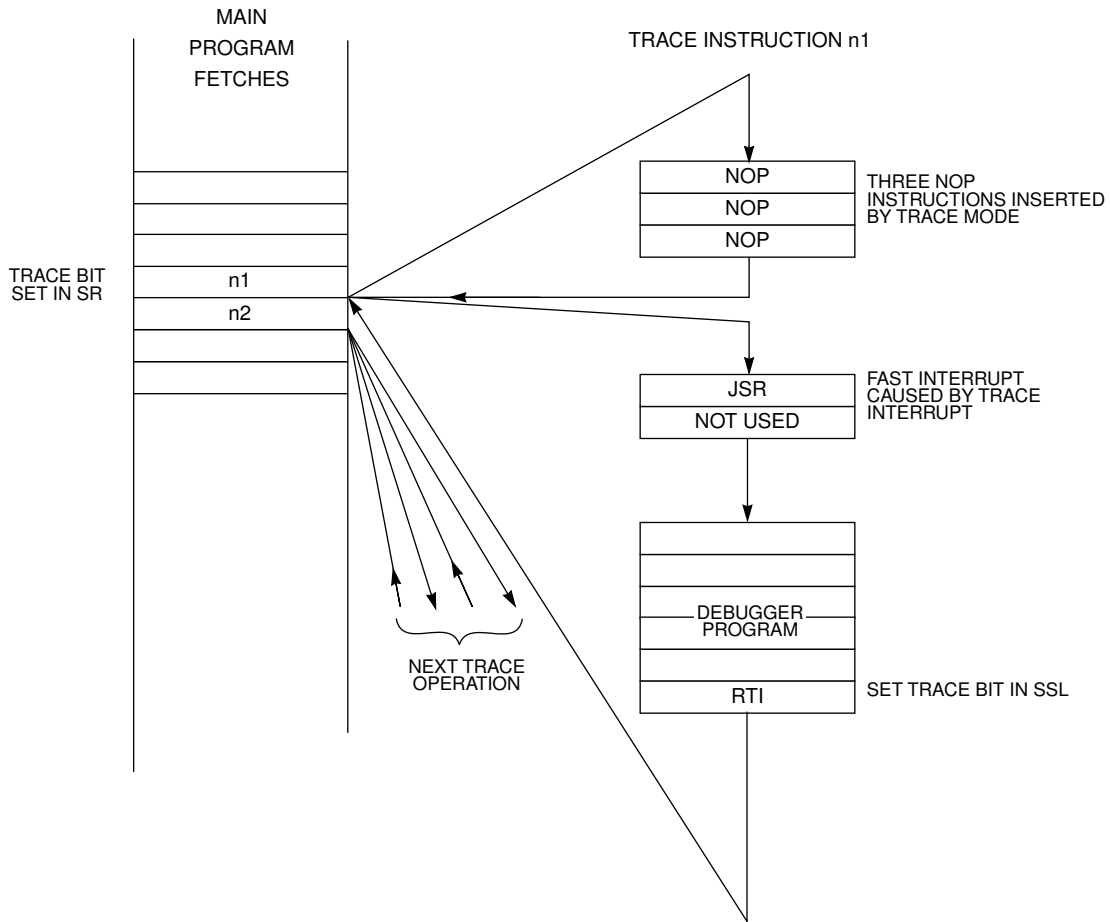 MAIN
PROGRAM
FETCHES
TRACE INSTRUCTION n1
NOP
NOP
NOP
THREE NOP
INSTRUCTIONS INSERTED
BY TRACE MODE
TRACE BIT
SET IN SR
n1
n2
JSR
NOT USED
FAST INTERRUPT
CAUSED BY TRACE
INTERRUPT
DEBUGGER
PROGRAM
RTI
SET TRACE BIT IN SSL
NEXT TRACE
OPERATION